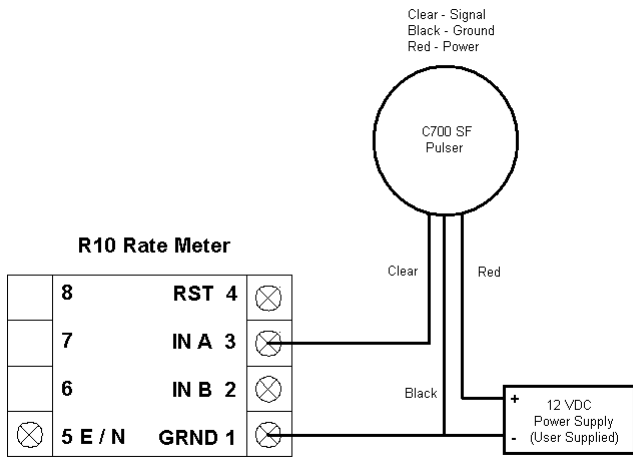 Clear - Signal
Black - Ground
Red - Power
C700 SF
Pulser
R10 Rate Meter
Clear
Red
8 RST 4
7 IN A 3
6 IN B 2
5 E / N GRND 1
Black
+
-
12 VDC
Power Supply
(User Supplied)